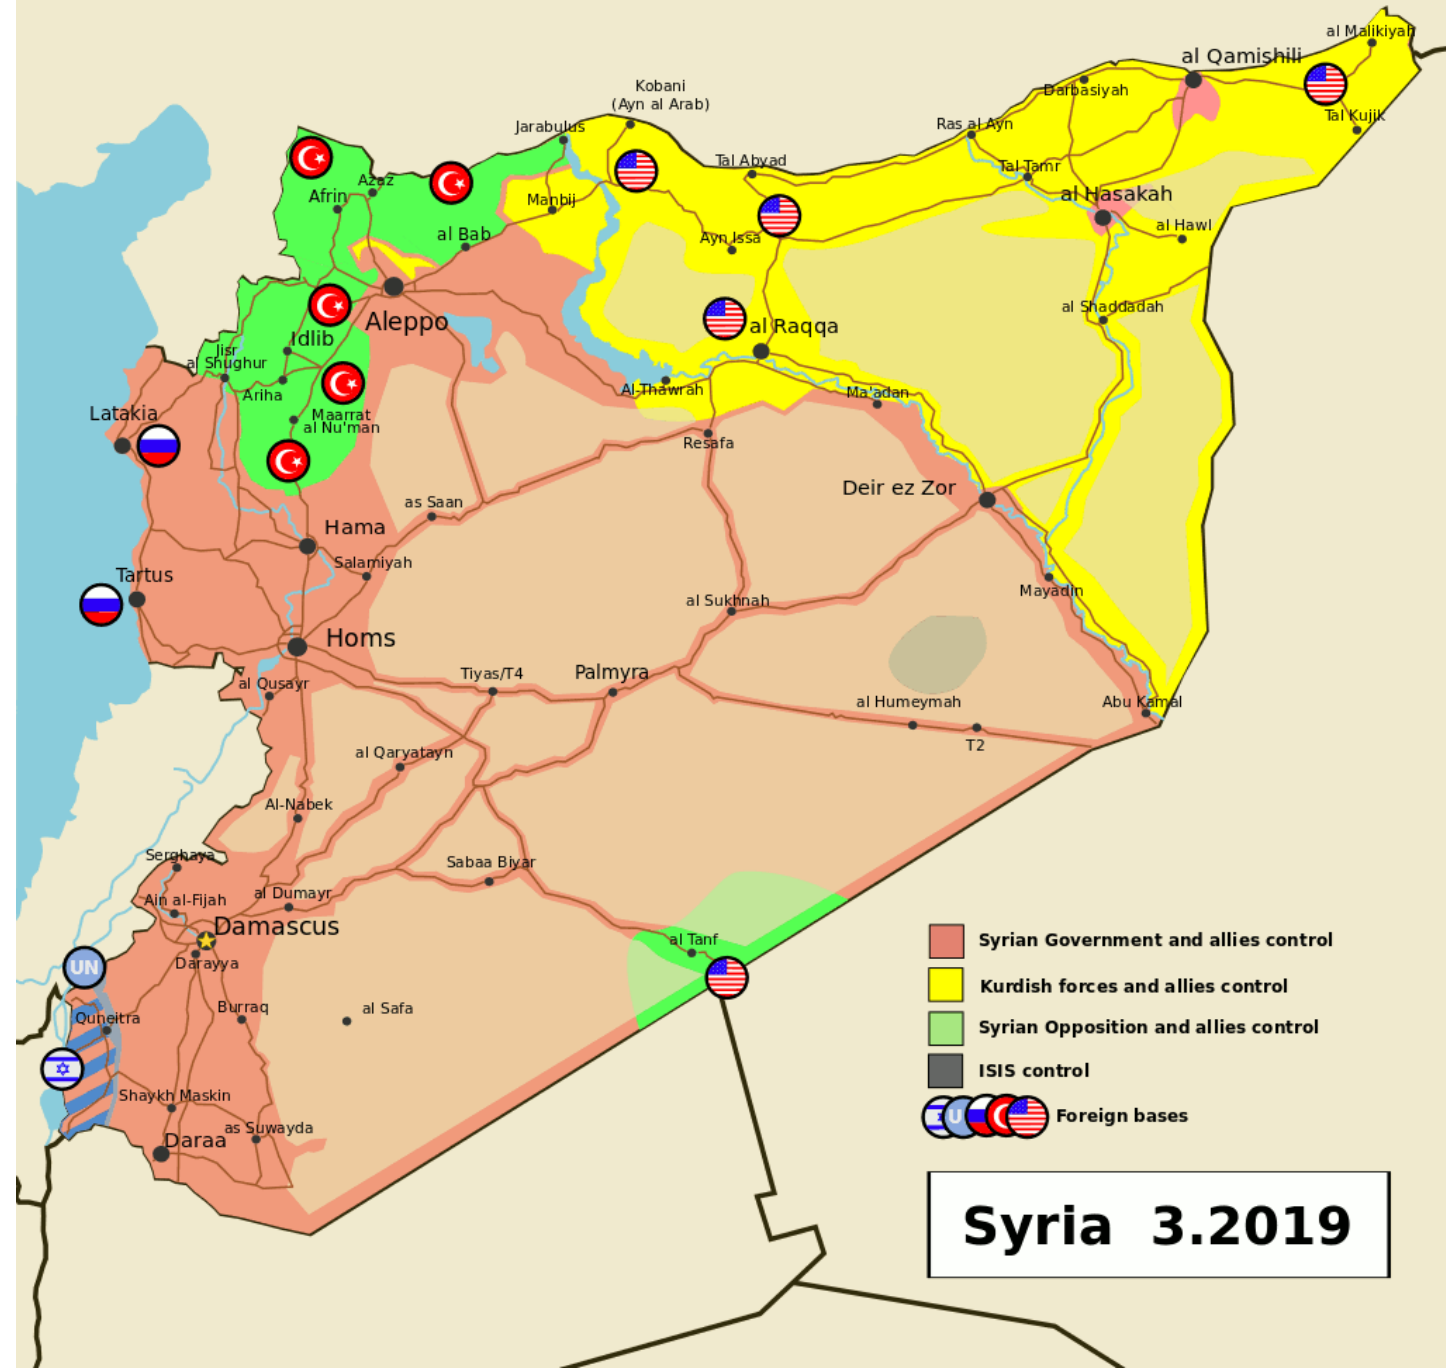 al Malikiyah
al Qamishili
Kobani
(Ayn al Arab)
Darbasiyah
Tal Kujik
Jarabulus
Ras al Ayn
Tal Abyad
Tal Tamr
Azaz
Afrin
Manbij
al Hasakah
al Hawl
al Bab
Ayn Issa
al Shaddadah
Aleppo
al Raqqa
Idlib
Jisr
al Shughur
Ariha
Al-Thawrah
Ma'adan
Latakia
Maarrat
al Nu'man
Resafa
Deir ez Zor
as Saan
Hama
Salamiyah
Tartus
Mayadin
al Sukhnah
Homs
Tiyas/T4
Palmyra
al Qusayr
al Humeymah
Abu Kamal
T2
al Qaryatayn
Al-Nabek
Serghaya
Sabaa Biyar
Ain al-Fijah
al Dumayr
Damascus
al Tanf
Darayya
UN
Burraq
al Safa
Quneitra
Shaykh Maskin
as Suwayda
Daraa
Syrian Government and allies control
Kurdish forces and allies control
Syrian Opposition and allies control
ISIS control
U
Foreign bases
Syria 3.2019